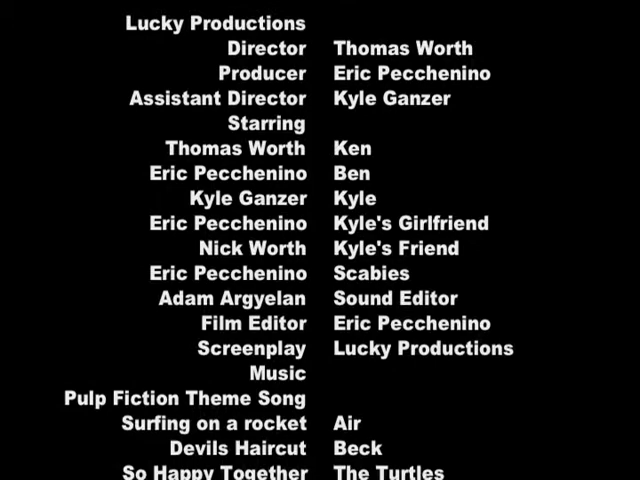 Lucky Productions
Director Thomas Worth
Producer Eric Pecchenino
Assistant Director Kyle Ganzer
Starring
Thomas Worth Ken
Eric Pecchenino Ben
Kyle Ganzer Kyle
Eric Pecchenino Kyle's Girlfriend
Nick Worth Kyle's Friend
Eric Pecchenino Scabies
Adam Argyelan Sound Editor
Film Editor Eric Pecchenino
Screenplay Lucky Productions
Music
Pulp Fiction Theme Song
Surfing on a rocket Air
Devils Haircut Beck
So Happy Together The Turtles